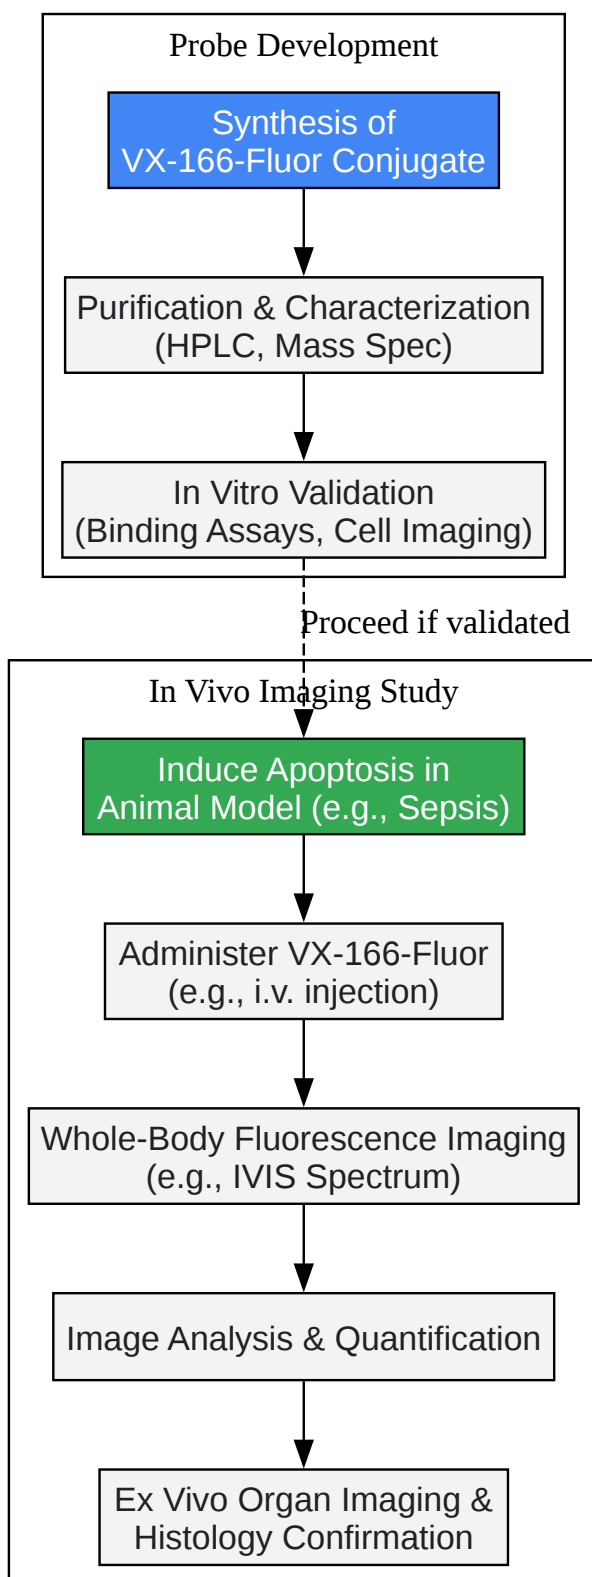 Probe Development
Synthesis of
VX-166-Fluor Conjugate
Purification & Characterization
(HPLC, Mass Spec)
In Vitro Validation
(Binding Assays, Cell Imaging)
Proceed if validated
In Vivo Imaging Study
Induce Apoptosis in
Animal Model (e.g., Sepsis)
Administer VX-166-Fluor
(e.g., i.v. injection)
Whole-Body Fluorescence Imaging
(e.g., IVIS Spectrum)
Image Analysis & Quantification
Ex Vivo Organ Imaging &
Histology Confirmation